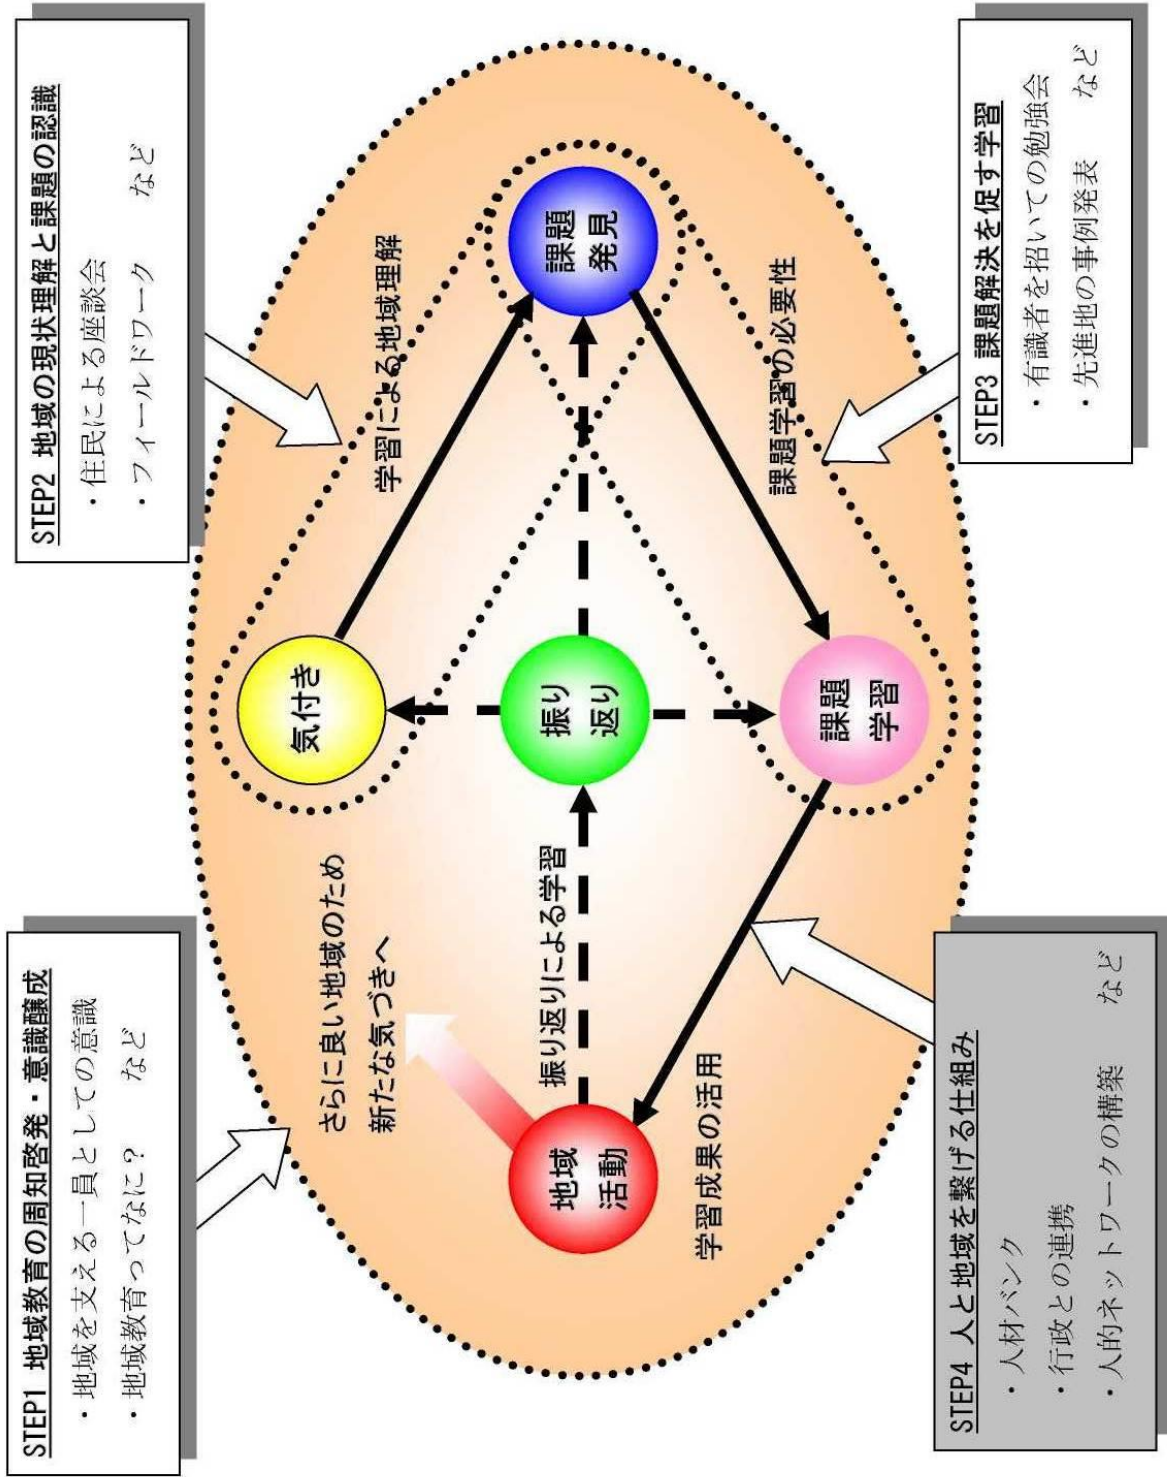 STEP1 地域教育の周知啓発・意識醸成
・地域を支える一員としての意識
・地域教育ってなに? など
STEP2 地域の現状理解と課題の認識
・住民による座談会
・フィールドワーク など
さらに良い地域のため
新たな気づきへ
気付き
学習による地域理解
地域
活動
振り返りによる学習
振り
返り
課題
発見
学習成果の活用
課題
学習
課題学習の必要性
STEP4 人と地域を繋げる仕組み
・人材バンク
・行政との連携
・人的ネットワークの構築 など
STEP3 課題解決を促す学習
・有識者を招いての勉強会
・先進地の事例発表 など